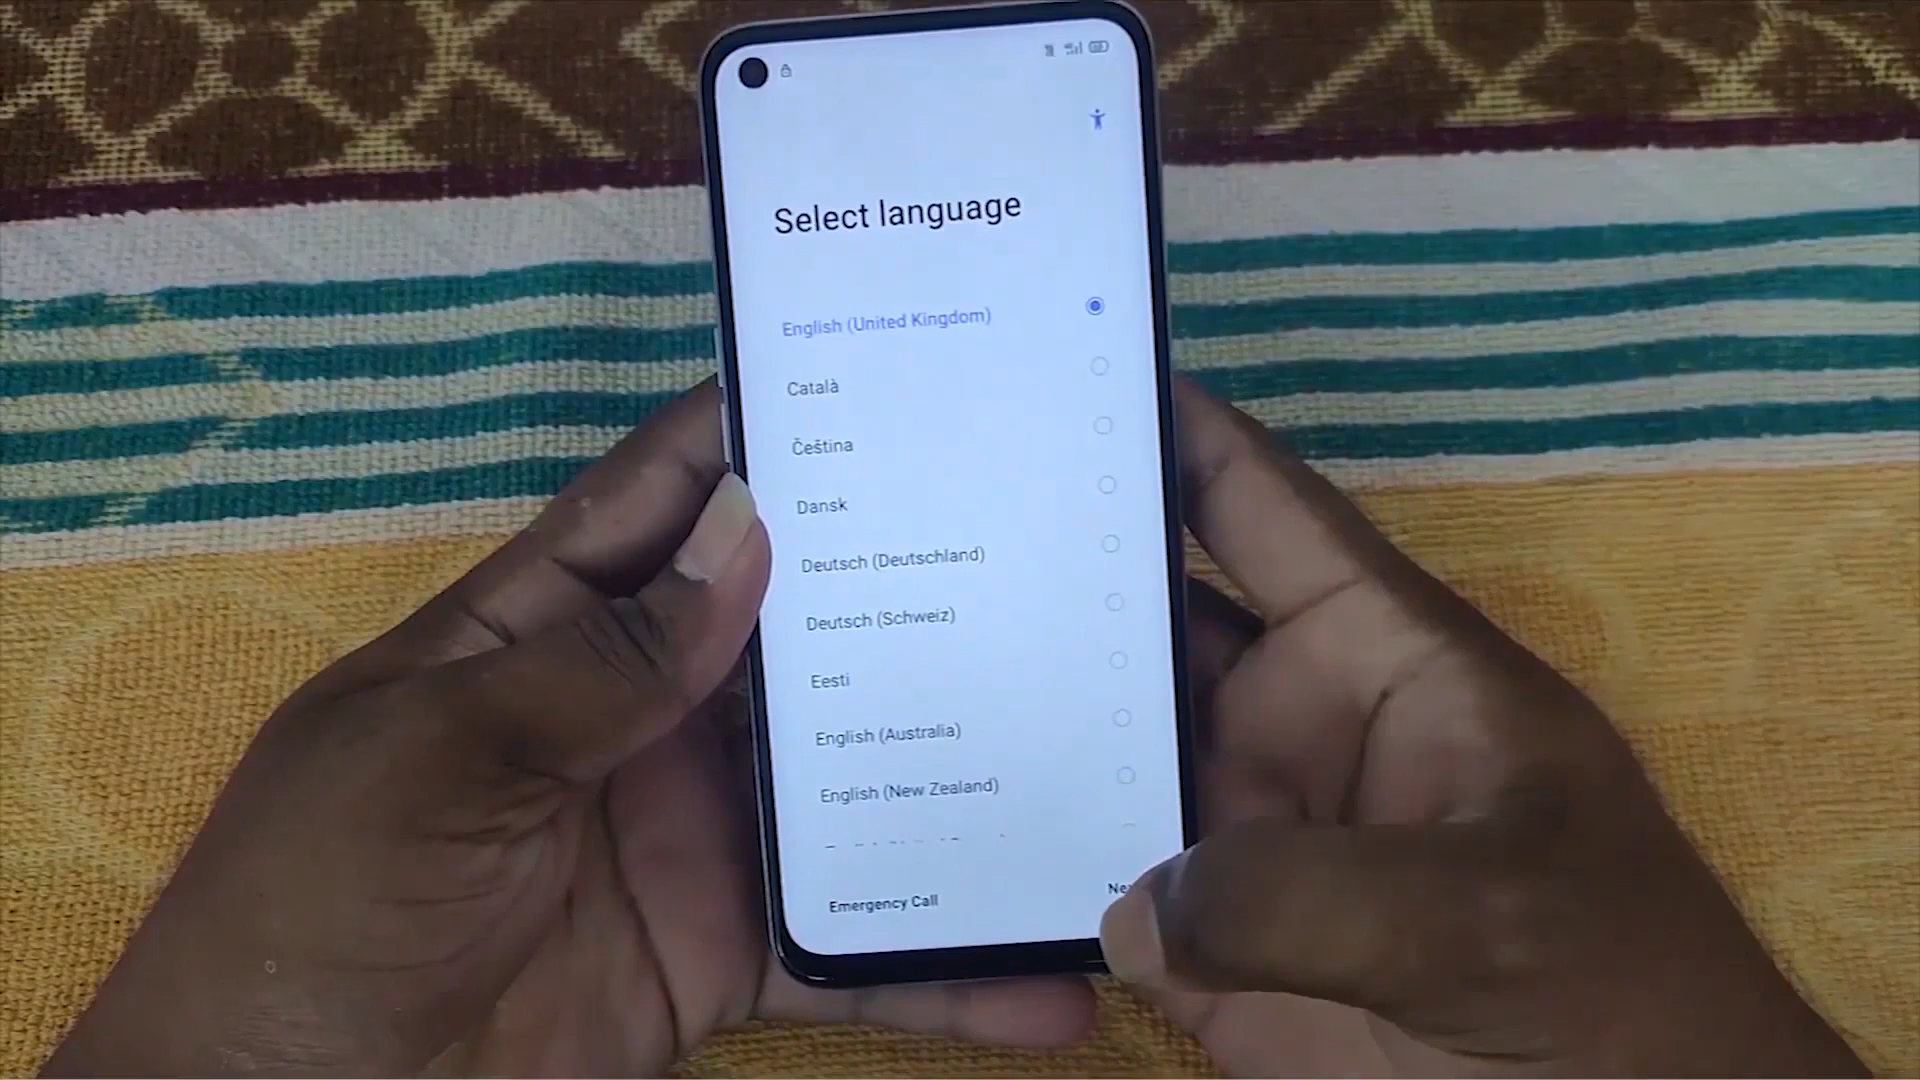 Select language
English (United Kingdom)
Català
Čeština
Dansk
Deutsch (Deutschland)
Deutsch (Schweiz)
Eesti
English (Australia)
English (New Zealand)
Emergency Call